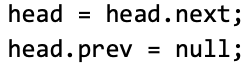 head = head.next;
head.prev = null;